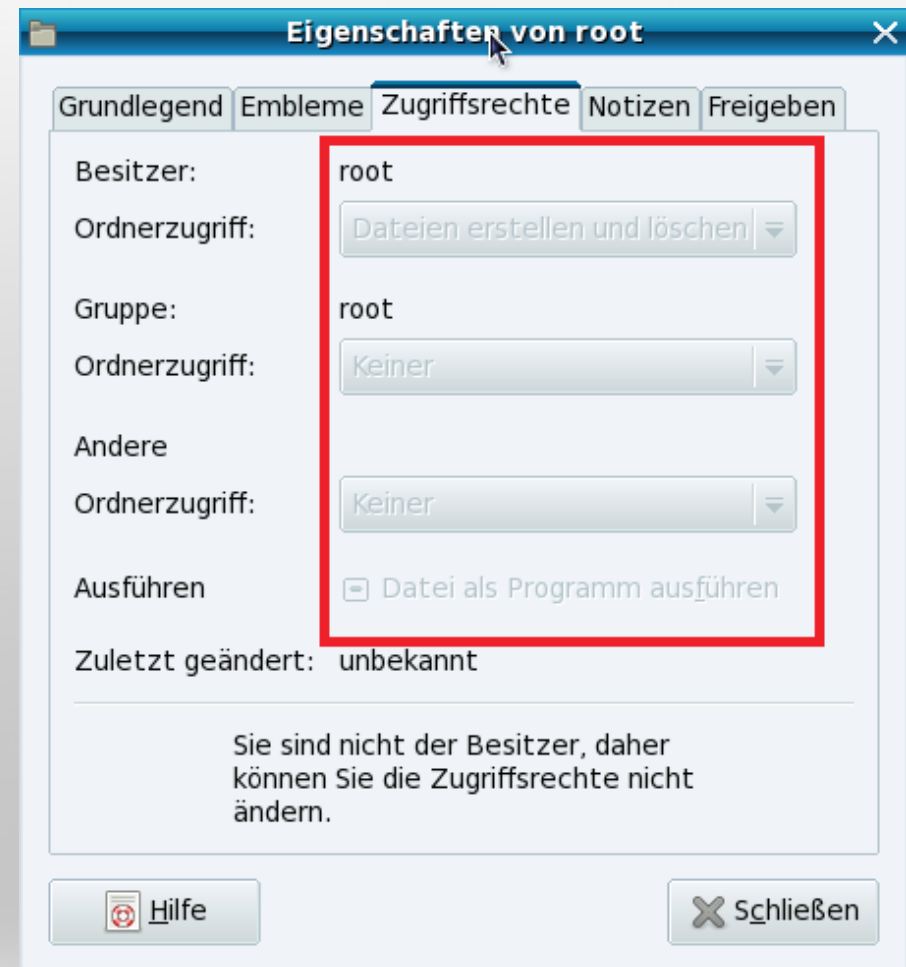 Eigenschaften von root
Grundlegend Embleme Zugriffsrechte Notizen Freigeben
Besitzer: root
Ordnerzugriff: Dateien erstellen und löschen
Gruppe: root
Ordnerzugriff: Keiner
Andere
Ordnerzugriff: Keiner
Ausführen Datei als Programm ausführen
Zuletzt geändert: unbekannt
Sie sind nicht der Besitzer, daher
können Sie die Zugriffsrechte nicht
ändern.
Hilfe Schließen